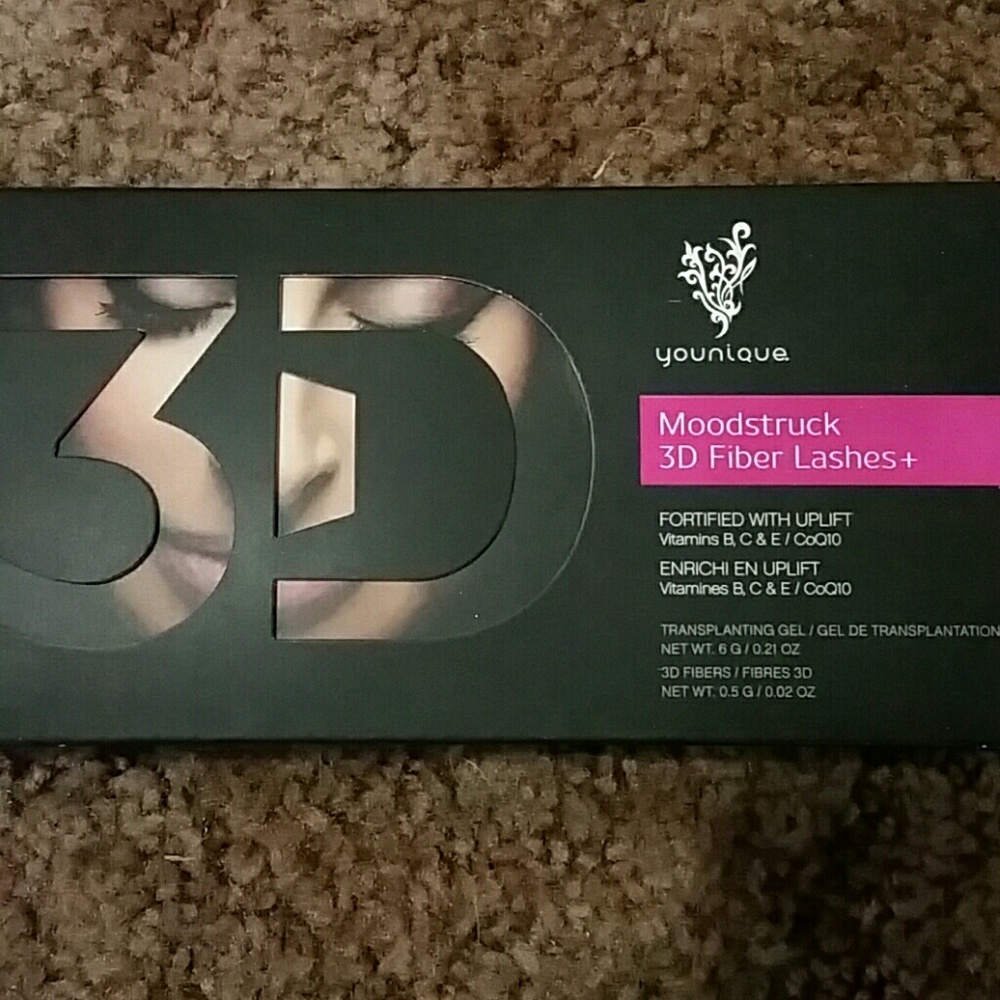 3D
younique
Moodstruck
3D Fiber Lashes+
FORTIFIED WITH UPLIFT
Vitamins B, C & E / CoQ10
ENRICHI EN UPLIFT
Vitamines B, C & E / CoQ10
TRANSPLANTING GEL / GEL DE TRANSPLANTATION
NET WT. 6 G / 0.21 OZ
3D FIBERS / FIBRES 3D
NET WT. 0.5 G / 0.02 OZ